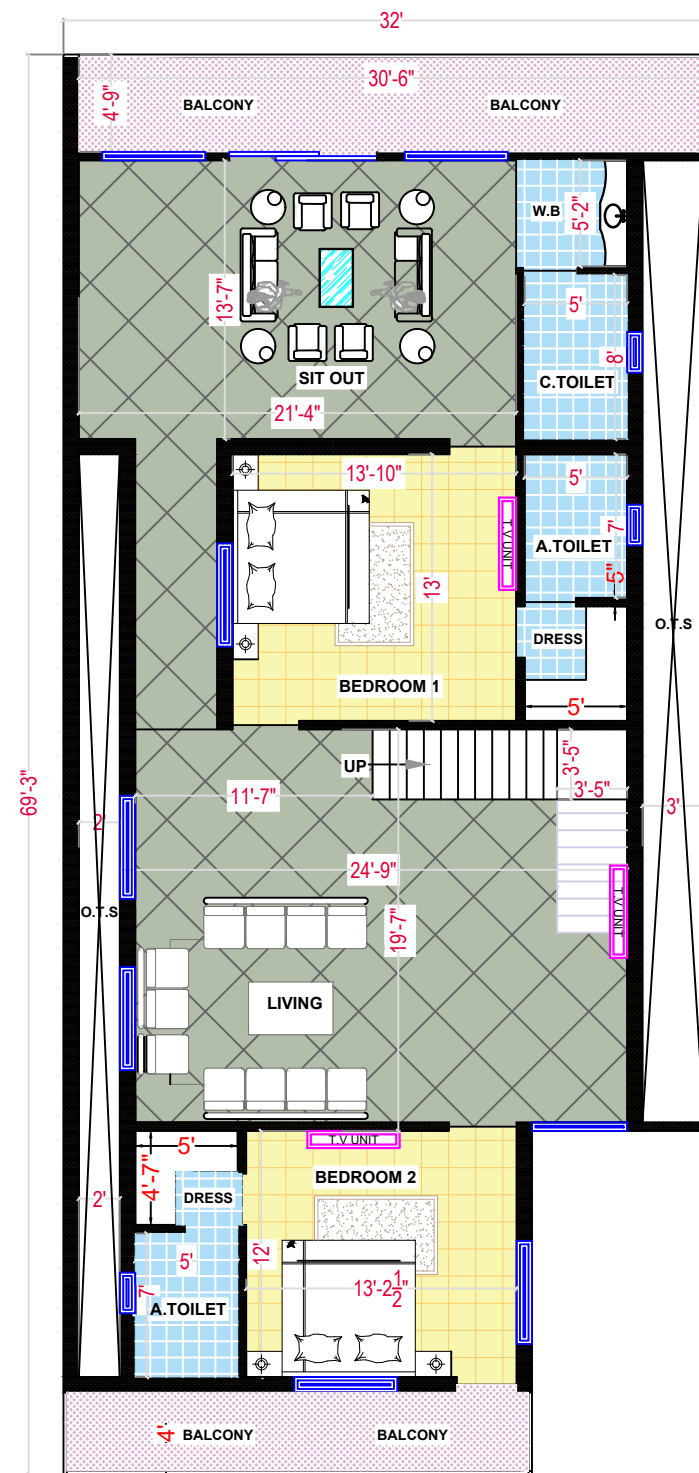 32'
30'-6"
4'-9"
BALCONY
BALCONY
W.B
5'-2"
13'-7"
5'
8'
C.TOILET
SIT OUT
21'-4"
13'-10"
5'
T.V UNIT
7'
A.TOILET
5"
13'
DRESS
O.T.S
BEDROOM 1
5'
UP
3'-5"
3'-5"
69'-3"
11'-7"
2'
3'
24'-9"
T.V UNIT
O.T.S
19'-7"
LIVING
T.V UNIT
5'
4'-7"
BEDROOM 2
DRESS
2'
12'
5'
7'
13'-2 1/2"
A.TOILET
4'
BALCONY
BALCONY